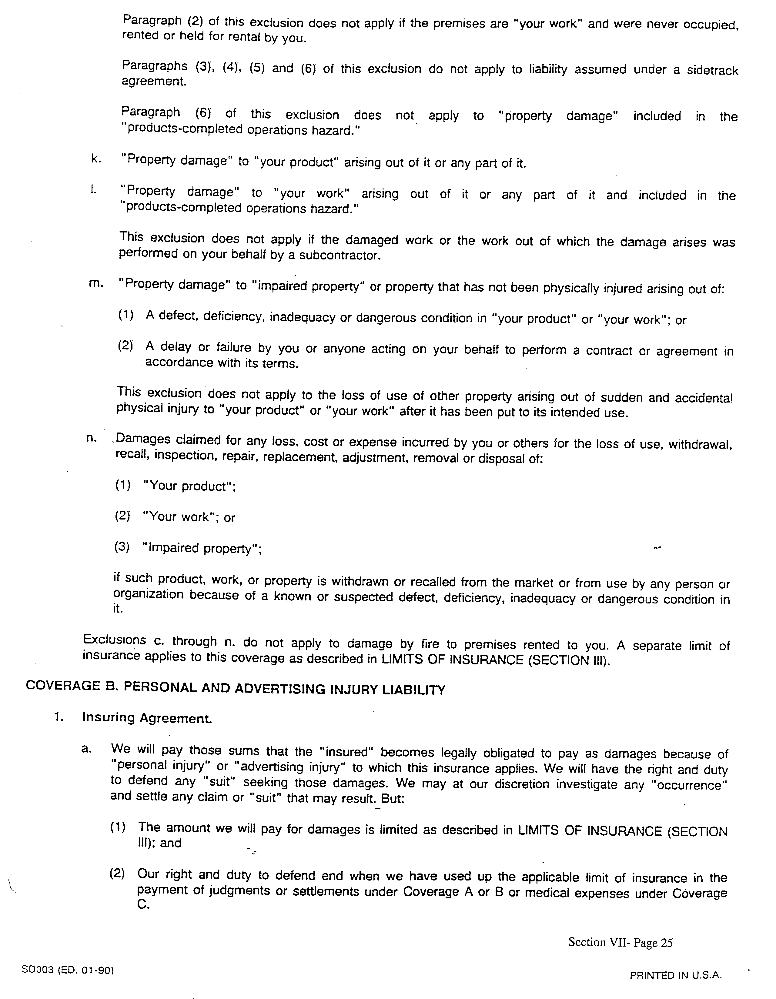 Paragraph (2) of this exclusion does not apply if the premises are "your work" and were never occupied,
rented or held for rental by you.
Paragraphs (3), (4), (5) and (6) of this exclusion do not apply to liability assumed under a sidetrack
agreement.
Paragraph (6) of this exclusion does not apply to "property damage" included in the
"products-completed operations hazard."
k. "Property damage" to "your product" arising out of it or any part of it.
l. "Property damage" to "your work" arising out of it or any part of it and included in the
"products-completed operations hazard."
This exclusion does not apply if the damaged work or the work out of which the damage arises was
performed on your behalf by a subcontractor.
m. "Property damage" to "impaired property" or property that has not been physically injured arising out of:
(1) A defect, deficiency, inadequacy or dangerous condition in "your product" or "your work"; or
(2) A delay or failure by you or anyone acting on your behalf to perform a contract or agreement in
accordance with its terms.
This exclusion does not apply to the loss of use of other property arising out of sudden and accidental
physical injury to "your product" or "your work" after it has been put to its intended use.
n. Damages claimed for any loss, cost or expense incurred by you or others for the loss of use, withdrawal,
recall, inspection, repair, replacement, adjustment, removal or disposal of:
(1) "Your product";
(2) "Your work"; or
(3) "Impaired property";
if such product, work, or property is withdrawn or recalled from the market or from use by any person or
organization because of a known or suspected defect, deficiency, inadequacy or dangerous condition in
it.
Exclusions c. through n. do not apply to damage by fire to premises rented to you. A separate limit of
insurance applies to this coverage as described in LIMITS OF INSURANCE (SECTION III).
COVERAGE B. PERSONAL AND ADVERTISING INJURY LIABILITY
1. Insuring Agreement.
a. We will pay those sums that the "insured" becomes legally obligated to pay as damages because of
"personal injury" or "advertising injury" to which this insurance applies. We will have the right and duty
to defend any "suit" seeking those damages. We may at our discretion investigate any "occurrence"
and settle any claim or "suit" that may result. But:
(1) The amount we will pay for damages is limited as described in LIMITS OF INSURANCE (SECTION
III); and
(2) Our right and duty to defend end when we have used up the applicable limit of insurance in the
payment of judgments or settlements under Coverage A or B or medical expenses under Coverage
C.
Section VII- Page 25
SD003 (ED. 01-90)
PRINTED IN U.S.A.